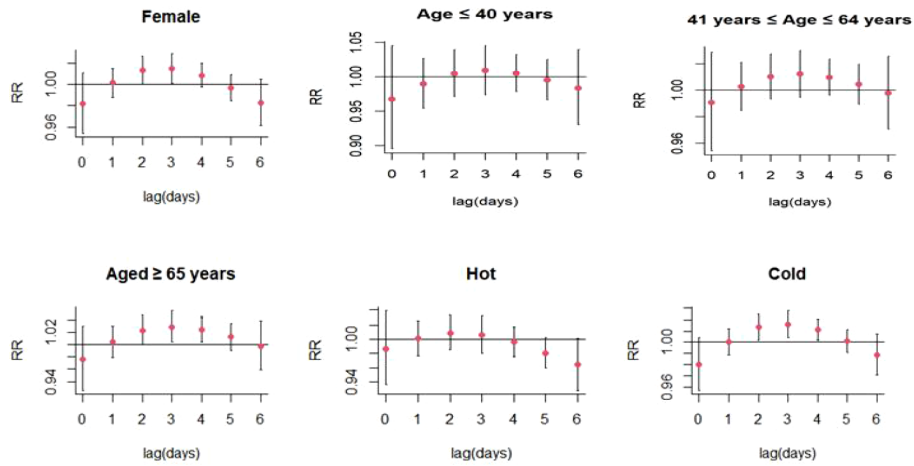 Female
Age ≤ 40 years
41 years ≤ Age ≤ 64 years
RR
1.00
0.96
0 1 2 3 4 5 6
lag(days)
RR
1.05
1.00
0.95
0.90
0 1 2 3 4 5 6
lag(days)
RR
1.00
0.96
0 1 2 3 4 5 6
lag(days)
Aged ≥ 65 years
Hot
Cold
RR
1.02
0.94
0 1 2 3 4 5 6
lag(days)
RR
1.00
0.94
0 1 2 3 4 5 6
lag(days)
RR
1.00
0.96
0 1 2 3 4 5 6
lag(days)